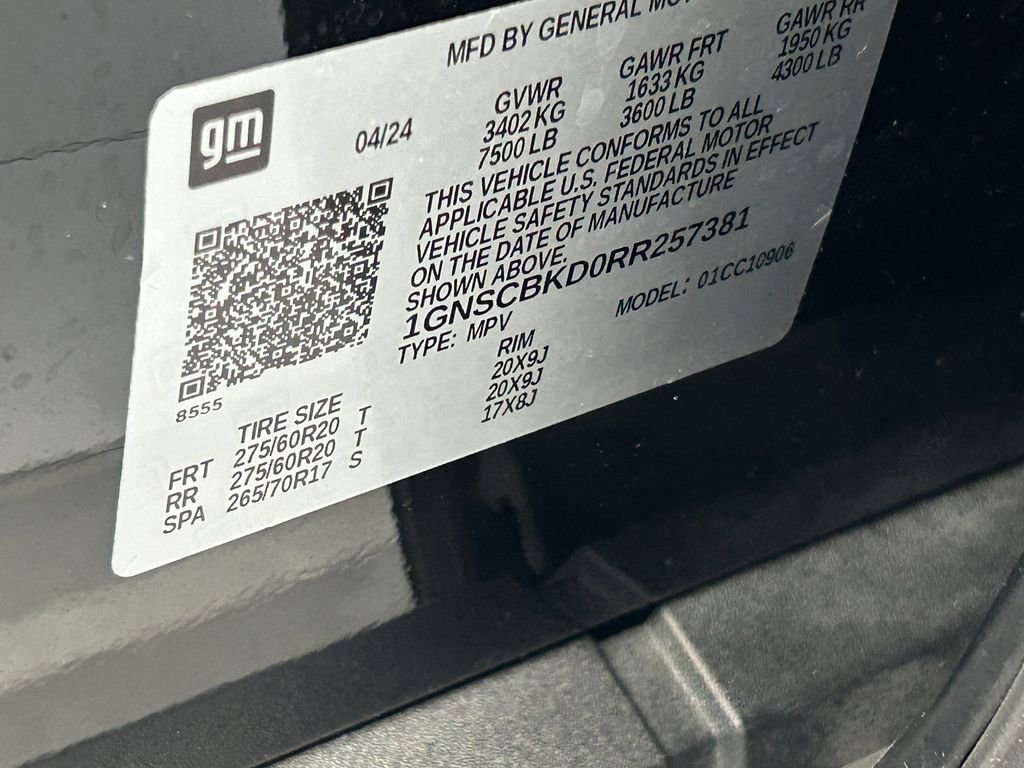 MFD BY GENERAL
gm
04/24
GVWR GAWR FRT GAWR RR
3402 KG 1633 KG 1950 KG
7500 LB 3600 LB 4300 LB
THIS VEHICLE CONFORMS TO ALL
APPLICABLE U.S. FEDERAL MOTOR
VEHICLE SAFETY STANDARDS IN EFFECT
ON THE DATE OF MANUFACTURE
SHOWN ABOVE.
1GNSCBKD0RR257381
TYPE: MPV MODEL: 01CC10906
8555
TIRE SIZE RIM
FRT 275/60R20 T 20X9J
RR 275/60R20 T 20X9J
SPA 265/70R17 S 17X8J